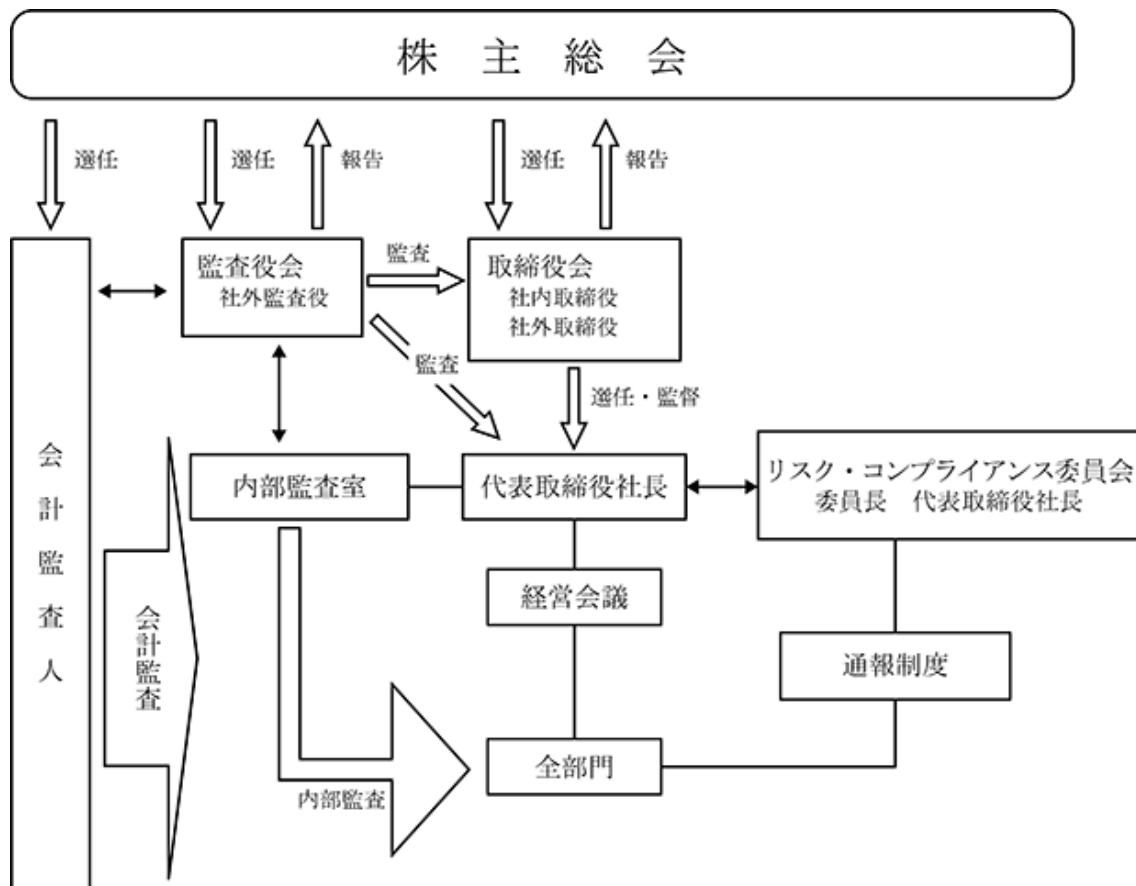 株主総会
選任
選任
報告
選任
報告
監査役会
社外監査役
監査
取締役会
社内取締役
社外取締役
監査
選任・監督
会計監査人
会計監査
内部監査室
代表取締役社長
リスク・コンプライアンス委員会
委員長　代表取締役社長
経営会議
通報制度
全部門
内部監査